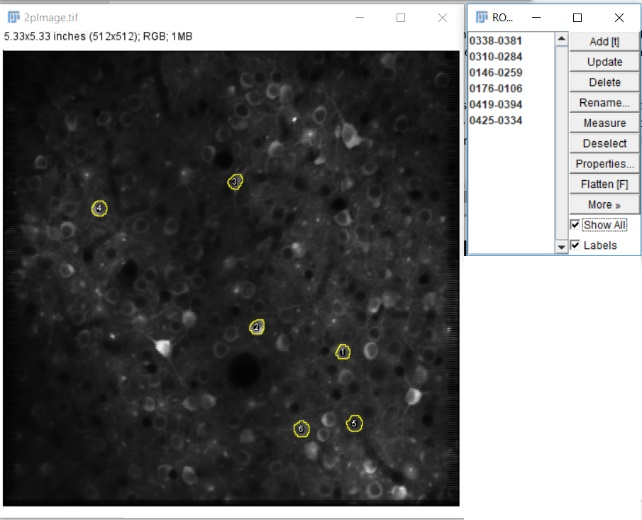 2pImage.tif
5.33x5.33 inches (512x512); RGB; 1MB
3
4
2
1
5
6
RO...
0338-0381
0310-0284
0146-0259
0176-0106
0419-0394
0425-0334
Add [t]
Update
Delete
Rename...
Measure
Deselect
Properties...
Flatten [F]
More »
Show All
Labels